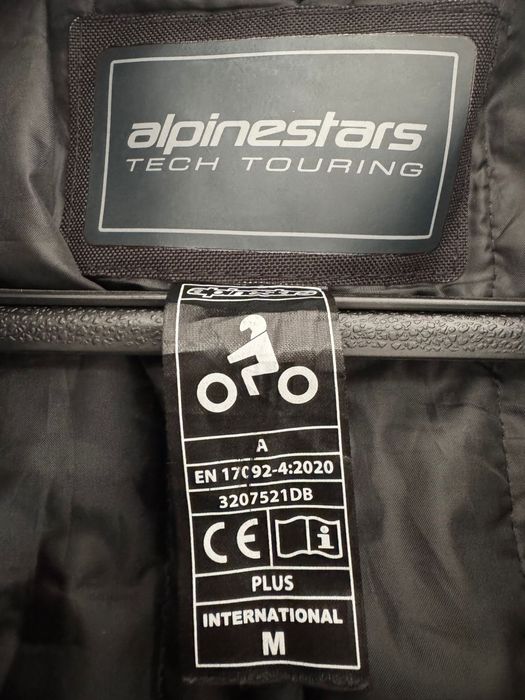 alpinestars
TECH TOURING
alpinestars
A
EN 17092-4:2020
3207521DB
CE
i
PLUS
INTERNATIONAL
M